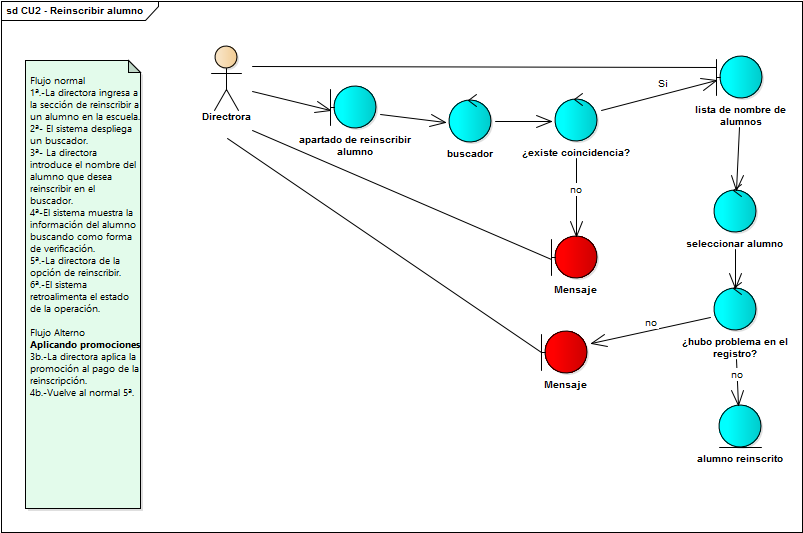 sd CU2 - Reinscribir alumno
Flujo normal
1ª.-La directora ingresa a
la sección de reinscribir a
un alumno en la escuela.
2ª- El sistema despliega
un buscador.
3ª- La directora
introduce el nombre del
alumno que desea
reinscribir en el
buscador.
4ª-El sistema muestra la
información del alumno
buscando como forma
de verificación.
5ª.-La directora de la
opción de reinscribir.
6ª.-El sistema
retroalimenta el estado
de la operación.
Flujo Alterno
Aplicando promociones
3b.-La directora aplica la
promoción al pago de la
reinscripción.
4b.-Vuelve al normal 5ª.
Directrora
apartado de reinscribir
alumno
buscador
¿existe coincidencia?
Si
lista de nombre de
alumnos
no
Mensaje
seleccionar alumno
¿hubo problema en el
registro?
no
Mensaje
no
alumno reinscrito